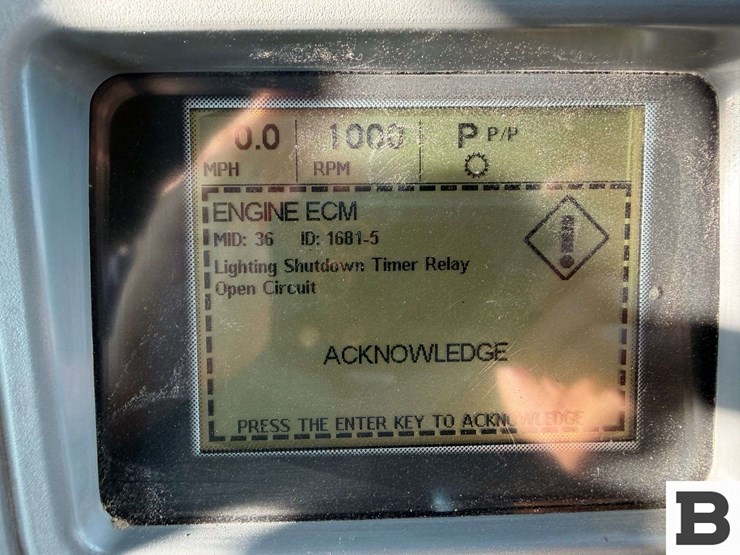 0.0 1000 P P/P
MPH RPM
ENGINE ECM
MID: 36 ID: 1681-5
Lighting Shutdown Timer Relay
Open Circuit
ACKNOWLEDGE
PRESS THE ENTER KEY TO ACKNOWLEDGE
B